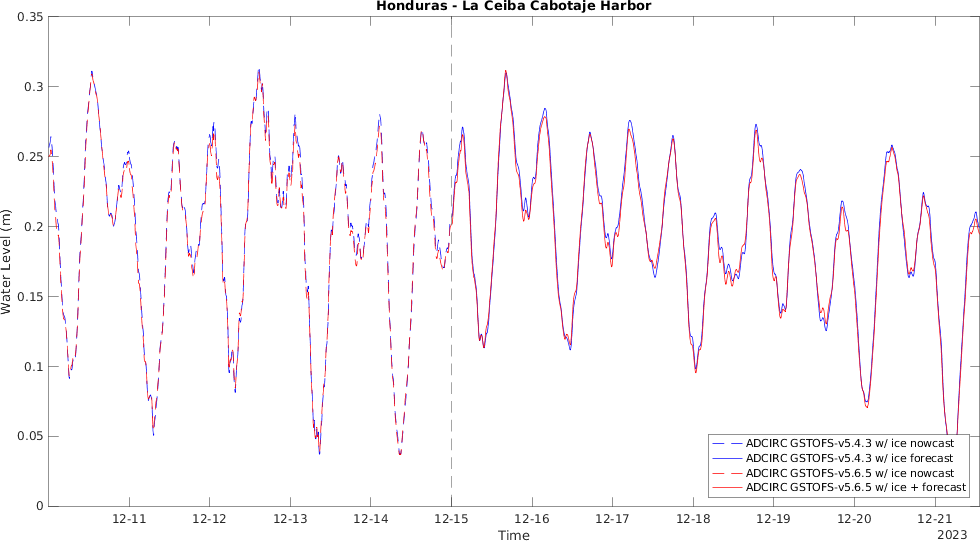 Honduras - La Ceiba Cabotaje Harbor
0.35
0.3
0.25
0.2
0.15
0.1
0.05
0
Water Level (m)
12-11 12-12 12-13 12-14 12-15 12-16 12-17 12-18 12-19 12-20 12-21
Time
2023
ADCIRC GSTOFS-v5.4.3 w/ ice nowcast
ADCIRC GSTOFS-v5.4.3 w/ ice forecast
ADCIRC GSTOFS-v5.6.5 w/ ice nowcast
ADCIRC GSTOFS-v5.6.5 w/ ice + forecast